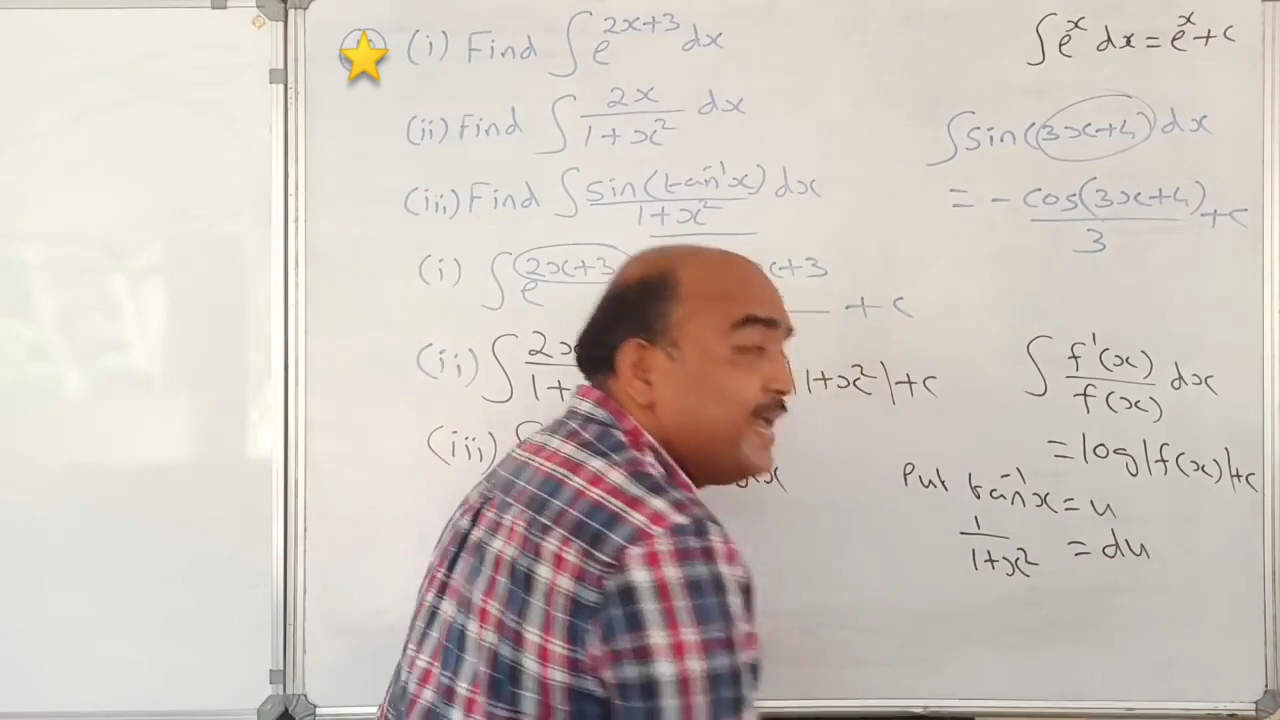 (i) Find ∫ e^{2x+3} dx
(ii) Find ∫ 2x/(1+x²) dx
(iii) Find ∫ sin(tan⁻¹x)/(1+x²) dx
(i) ∫ e^{2x+3} x+3 + c
(ii) ∫ 2x/1+ |1+x²|+c
(iii) dx
∫ e^x dx = e^x + c
∫ sin(3x+4) dx
= - cos(3x+4)/3 + c
∫ f'(x)/f(x) dx
= log|f(x)|+c
Put tan⁻¹x = u
1/(1+x²) = du